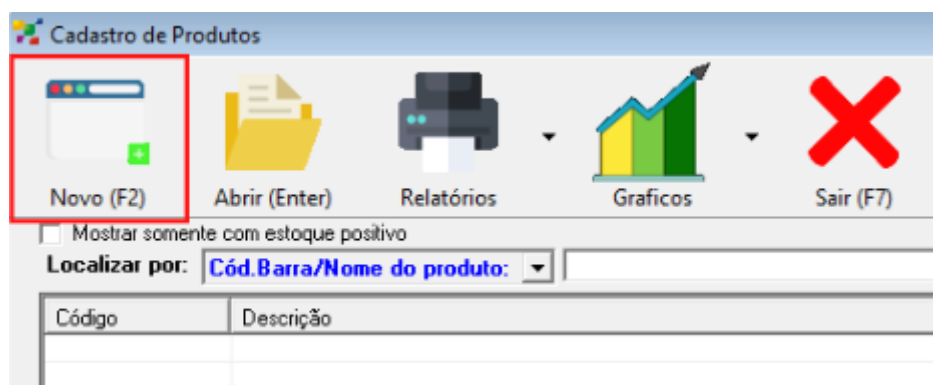 Cadastro de Produtos
Novo (F2) Abrir (Enter) Relatórios Graficos Sair (F7)
Mostrar somente com estoque positivo
Localizar por: Cód.Barra/Nome do produto:
Código Descrição